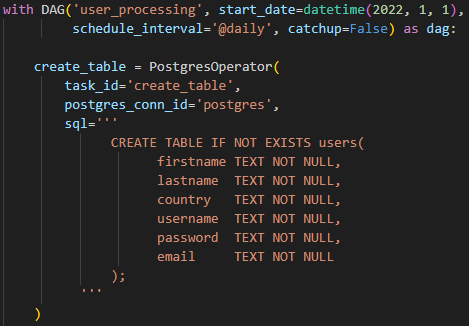 with DAG('user_processing', start_date=datetime(2022, 1, 1),
schedule_interval='@daily', catchup=False) as dag:
create_table = PostgresOperator(
task_id='create_table',
postgres_conn_id='postgres',
sql='''
CREATE TABLE IF NOT EXISTS users(
firstname TEXT NOT NULL,
lastname TEXT NOT NULL,
country TEXT NOT NULL,
username TEXT NOT NULL,
password TEXT NOT NULL,
email TEXT NOT NULL
);
'''
)